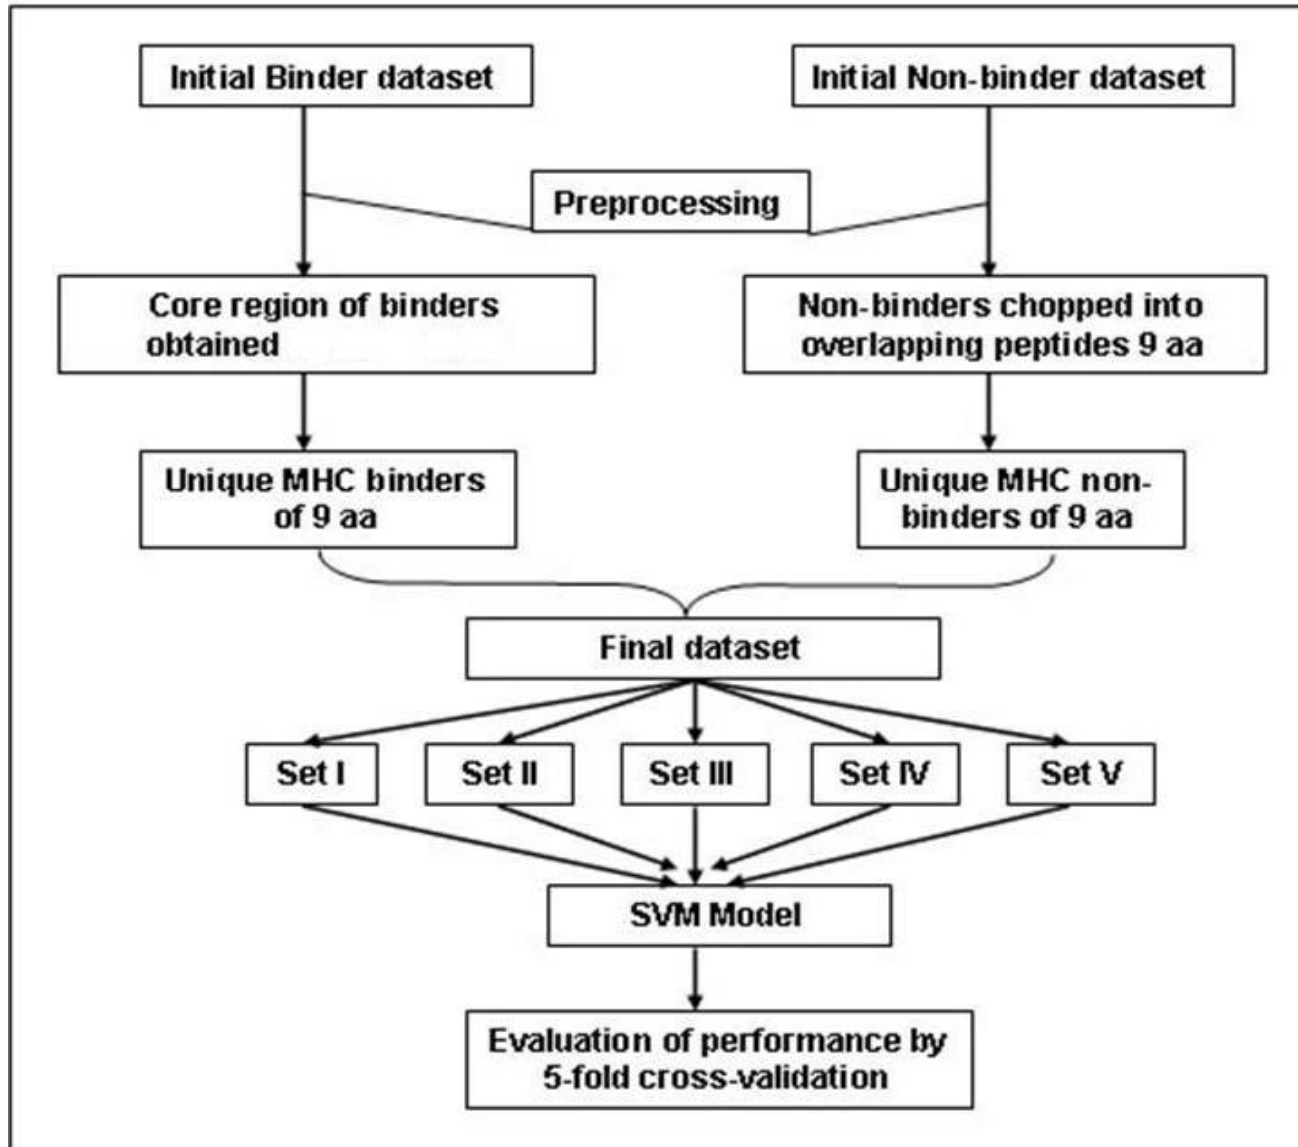 Initial Binder dataset
Initial Non-binder dataset
Preprocessing
Core region of binders
obtained
Non-binders chopped into
overlapping peptides 9 aa
Unique MHC binders
of 9 aa
Unique MHC non-
binders of 9 aa
Final dataset
Set I
Set II
Set III
Set IV
Set V
SVM Model
Evaluation of performance by
5-fold cross-validation